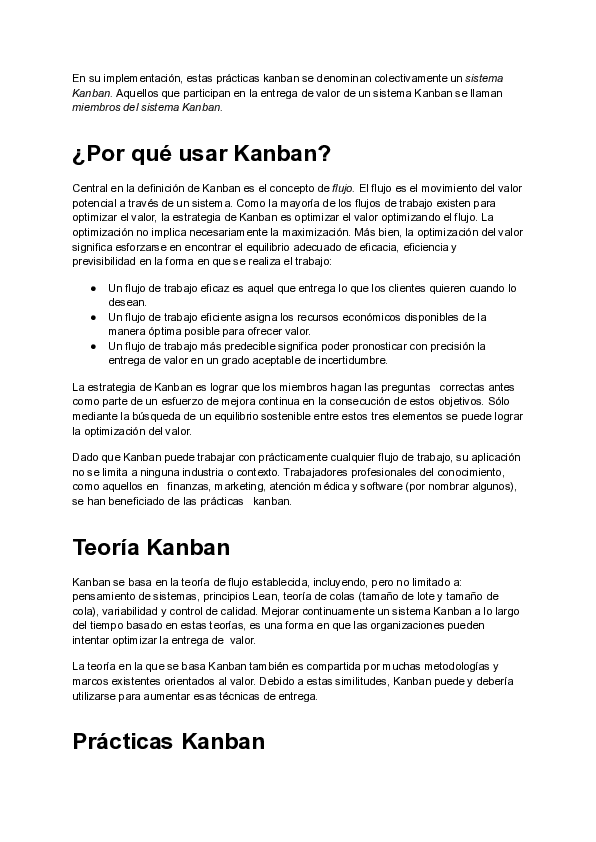 En su implementación, estas prácticas kanban se denominan colectivamente un sistema
Kanban. Aquellos que participan en la entrega de valor de un sistema Kanban se llaman
miembros del sistema Kanban.
¿Por qué usar Kanban?
Central en la definición de Kanban es el concepto de flujo. El flujo es el movimiento del valor
potencial a través de un sistema. Como la mayoría de los flujos de trabajo existen para
optimizar el valor, la estrategia de Kanban es optimizar el valor optimizando el flujo. La
optimización no implica necesariamente la maximización. Más bien, la optimización del valor
significa esforzarse en encontrar el equilibrio adecuado de eficacia, eficiencia y
previsibilidad en la forma en que se realiza el trabajo:
● Un flujo de trabajo eficaz es aquel que entrega lo que los clientes quieren cuando lo
desean.
● Un flujo de trabajo eficiente asigna los recursos económicos disponibles de la
manera óptima posible para ofrecer valor.
● Un flujo de trabajo más predecible significa poder pronosticar con precisión la
entrega de valor en un grado aceptable de incertidumbre.
La estrategia de Kanban es lograr que los miembros hagan las preguntas correctas antes
como parte de un esfuerzo de mejora continua en la consecución de estos objetivos. Sólo
mediante la búsqueda de un equilibrio sostenible entre estos tres elementos se puede lograr
la optimización del valor.
Dado que Kanban puede trabajar con prácticamente cualquier flujo de trabajo, su aplicación
no se limita a ninguna industria o contexto. Trabajadores profesionales del conocimiento,
como aquellos en finanzas, marketing, atención médica y software (por nombrar algunos),
se han beneficiado de las prácticas kanban.
Teoría Kanban
Kanban se basa en la teoría de flujo establecida, incluyendo, pero no limitado a:
pensamiento de sistemas, principios Lean, teoría de colas (tamaño de lote y tamaño de
cola), variabilidad y control de calidad. Mejorar continuamente un sistema Kanban a lo largo
del tiempo basado en estas teorías, es una forma en que las organizaciones pueden
intentar optimizar la entrega de valor.
La teoría en la que se basa Kanban también es compartida por muchas metodologías y
marcos existentes orientados al valor. Debido a estas similitudes, Kanban puede y debería
utilizarse para aumentar esas técnicas de entrega.
Prácticas Kanban